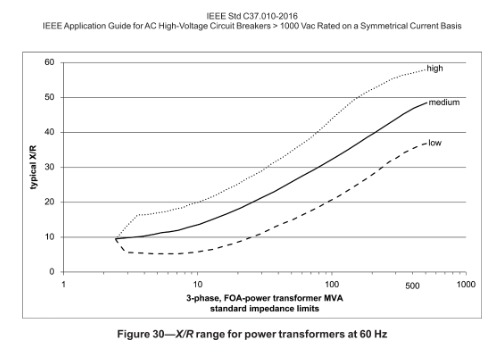 IEEE Std C37.010-2016
IEEE Application Guide for AC High-Voltage Circuit Breakers > 1000 Vac Rated on a Symmetrical Current Basis
60
high
50
medium
40
low
30
20
10
0
typical X/R
1
10
100
500
1000
3-phase, FOA-power transformer MVA
standard impedance limits
Figure 30—X/R range for power transformers at 60 Hz